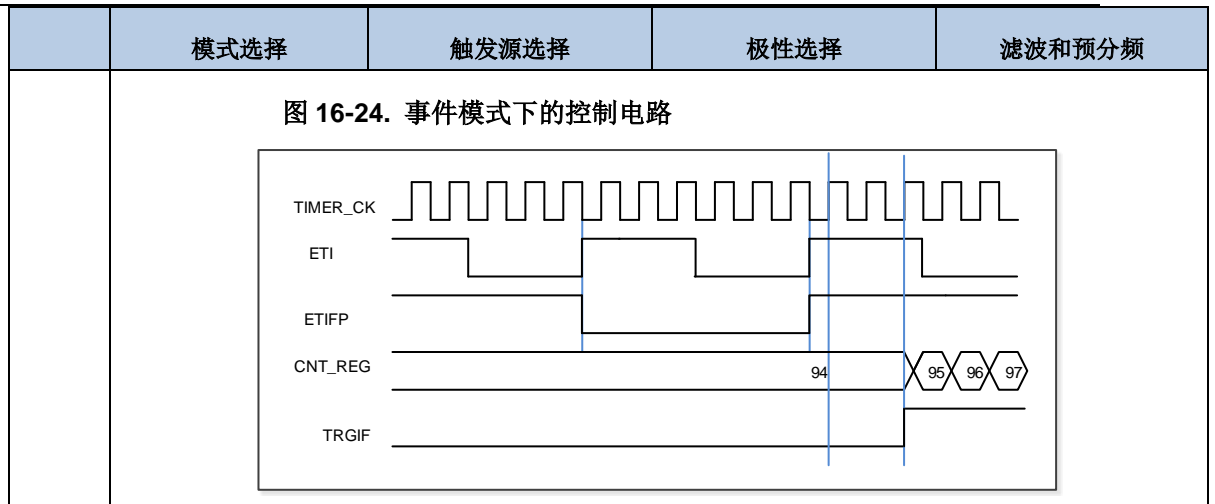 模式选择 触发源选择 极性选择 滤波和预分频
图 16-24. 事件模式下的控制电路
TIMER_CK
ETI
ETIFP
CNT_REG 94 95 96 97
TRGIF